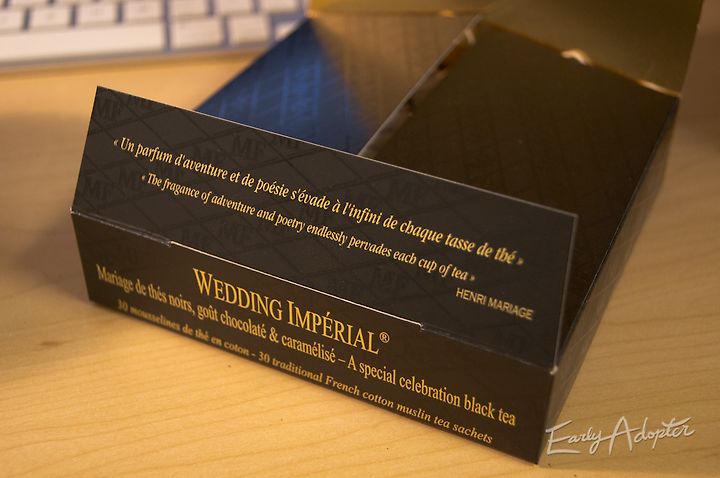 « Un parfum d'aventure et de poésie s'évade à l'infini de chaque tasse de thé »
« The fragance of adventure and poetry endlessly pervades each cup of tea »
HENRI MARIAGE
WEDDING IMPÉRIAL®
Mariage de thés noirs, goût chocolaté & caramélisé – A special celebration black tea
30 mousselines de thé en coton - 30 traditional French cotton muslin tea sachets
Early Adopter